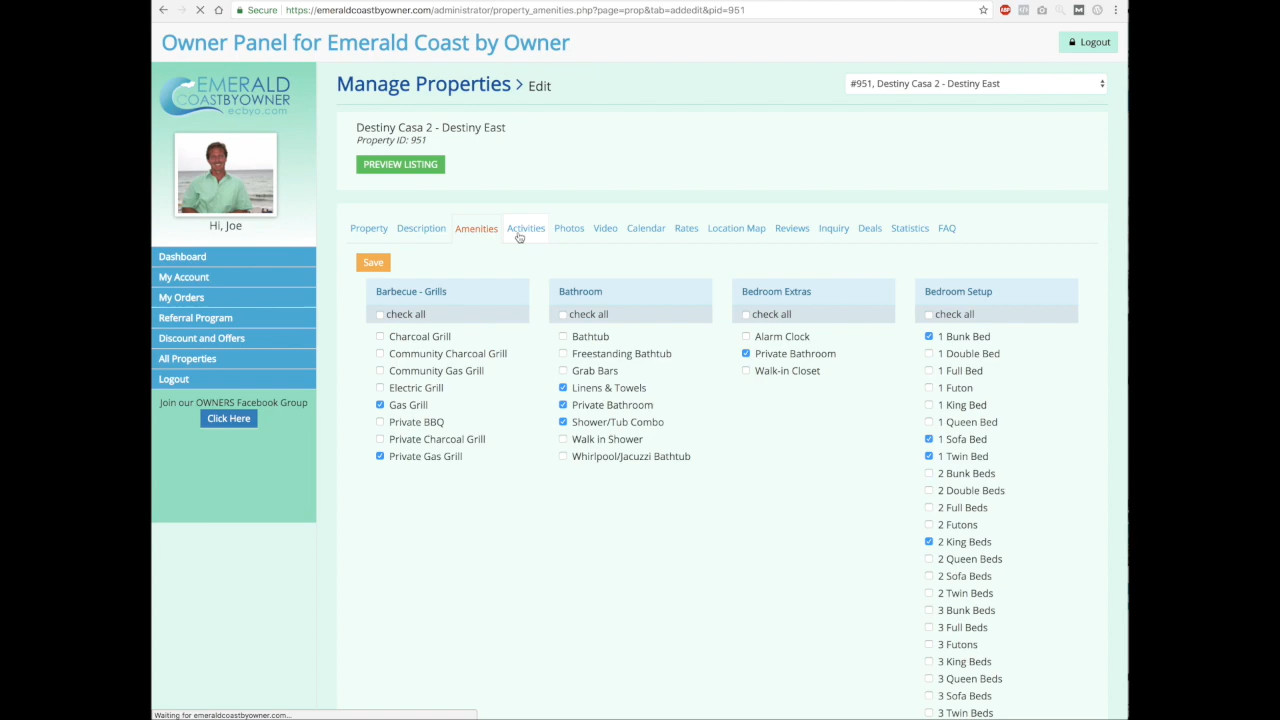 Secure https://emeraldcoastbyowner.com/administrator/property_amenities.php?page=prop&tab=addedit&pid=951
Owner Panel for Emerald Coast by Owner
Logout
EMERALD
COASTBYOWNER
ecbyo.com
Hi, Joe
Dashboard
My Account
My Orders
Referral Program
Discount and Offers
All Properties
Logout
Join our OWNERS Facebook Group
Click Here
Manage Properties > Edit
#951, Destiny Casa 2 - Destiny East
Destiny Casa 2 - Destiny East
Property ID: 951
PREVIEW LISTING
Property Description Amenities Activities Photos Video Calendar Rates Location Map Reviews Inquiry Deals Statistics FAQ
Save
Barbecue - Grills
check all
Charcoal Grill
Community Charcoal Grill
Community Gas Grill
Electric Grill
Gas Grill
Private BBQ
Private Charcoal Grill
Private Gas Grill
Bathroom
check all
Bathtub
Freestanding Bathtub
Grab Bars
Linens & Towels
Private Bathroom
Shower/Tub Combo
Walk in Shower
Whirlpool/Jacuzzi Bathtub
Bedroom Extras
check all
Alarm Clock
Private Bathroom
Walk-in Closet
Bedroom Setup
check all
1 Bunk Bed
1 Double Bed
1 Full Bed
1 Futon
1 King Bed
1 Queen Bed
1 Sofa Bed
1 Twin Bed
2 Bunk Beds
2 Double Beds
2 Full Beds
2 Futons
2 King Beds
2 Queen Beds
2 Sofa Beds
2 Twin Beds
3 Bunk Beds
3 Full Beds
3 Futons
3 King Beds
3 Queen Beds
3 Sofa Beds
3 Twin Beds
Waiting for emeraldcoastbyowner.com...